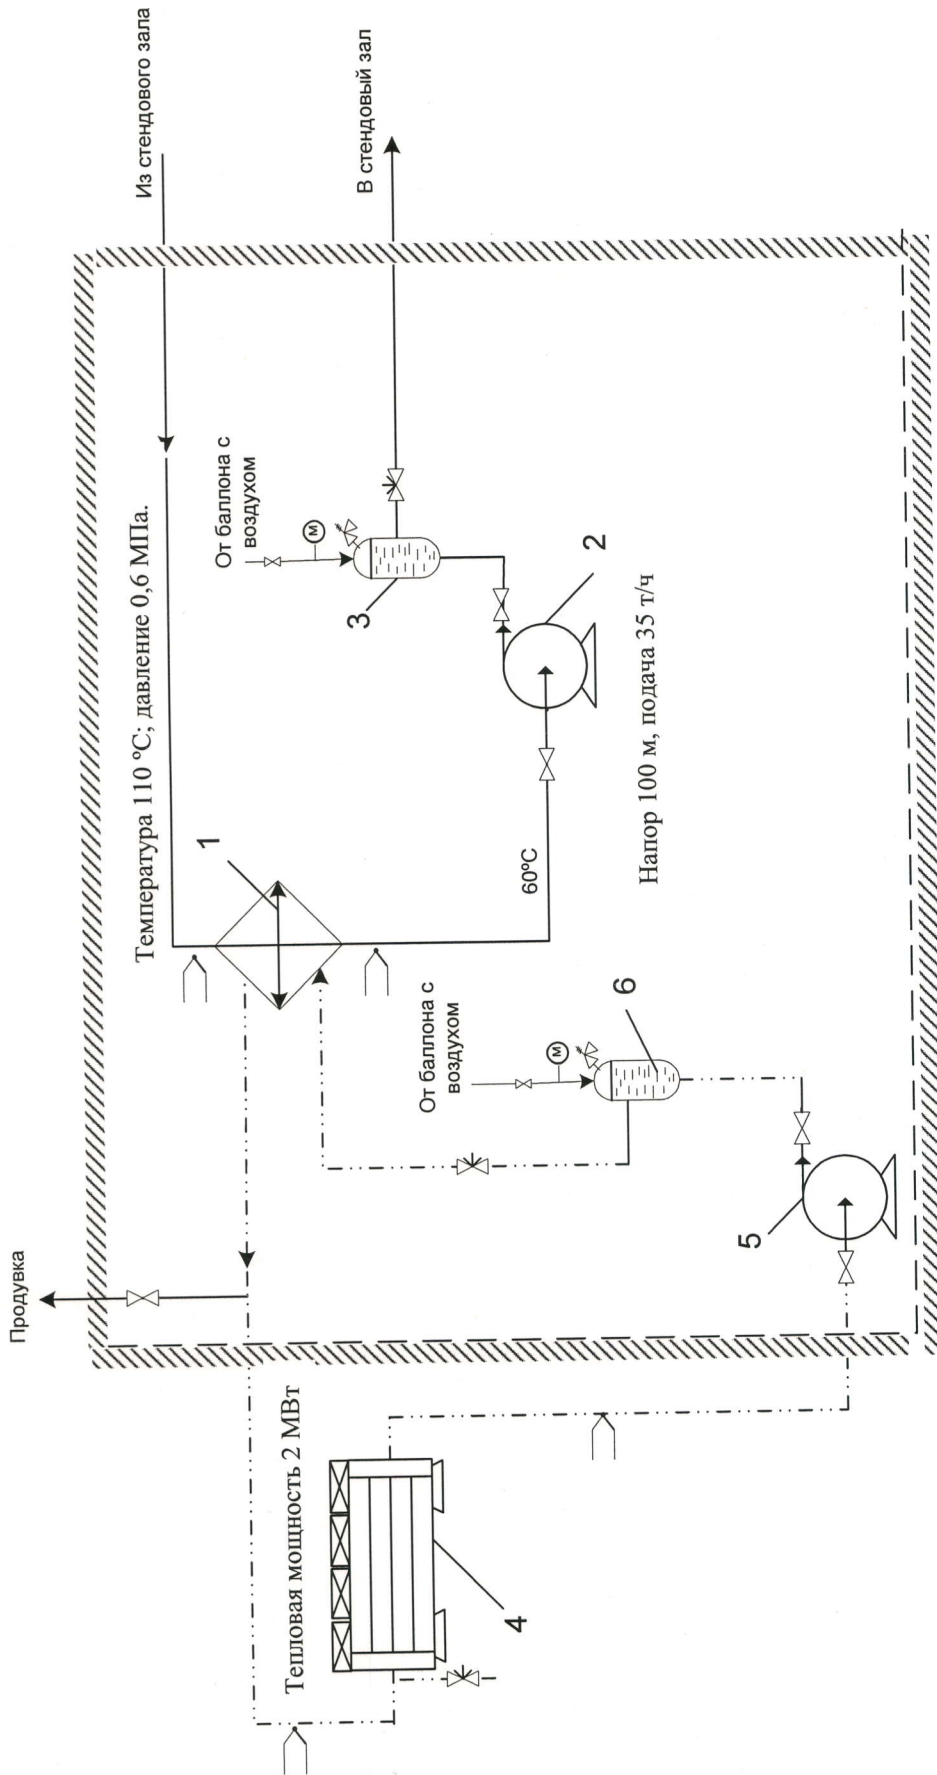 Продувка
Температура 110 °С; давление 0,6 МПа.
Из стендового зала
1
От баллона с
воздухом
М
3
В стендовый зал
2
60°С
Напор 100 м, подача 35 т/ч
Тепловая мощность 2 МВт
4
От баллона с
воздухом
М
6
5